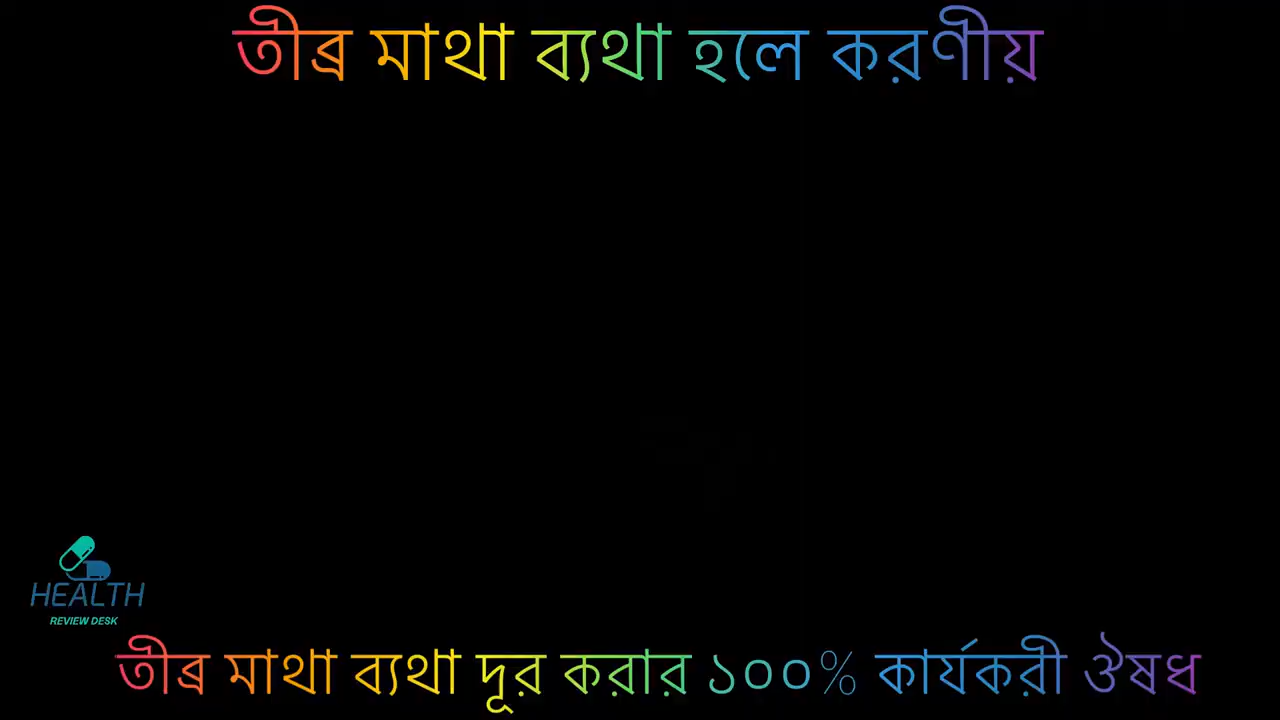 তীব্র মাথা ব্যথা হলে করণীয়
HEALTH
REVIEW DESK
তীব্র মাথা ব্যথা দূর করার ১০০% কার্যকরী ঔষধ